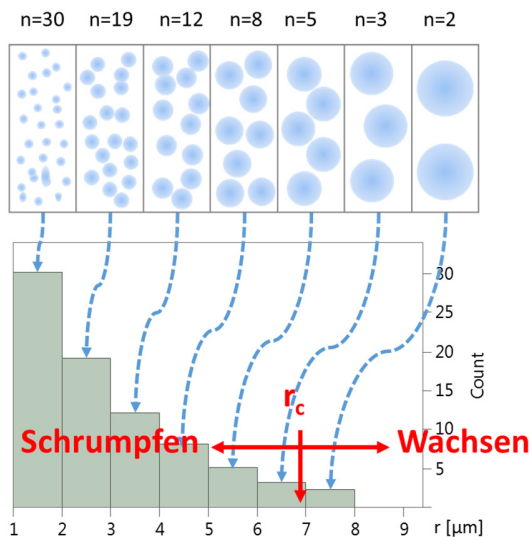 n=30 n=19 n=12 n=8 n=5 n=3 n=2
30
25
20
15
10
5
Count
r_c
Schrumpfen Wachsen
1 2 3 4 5 6 7 8 9 r [µm]